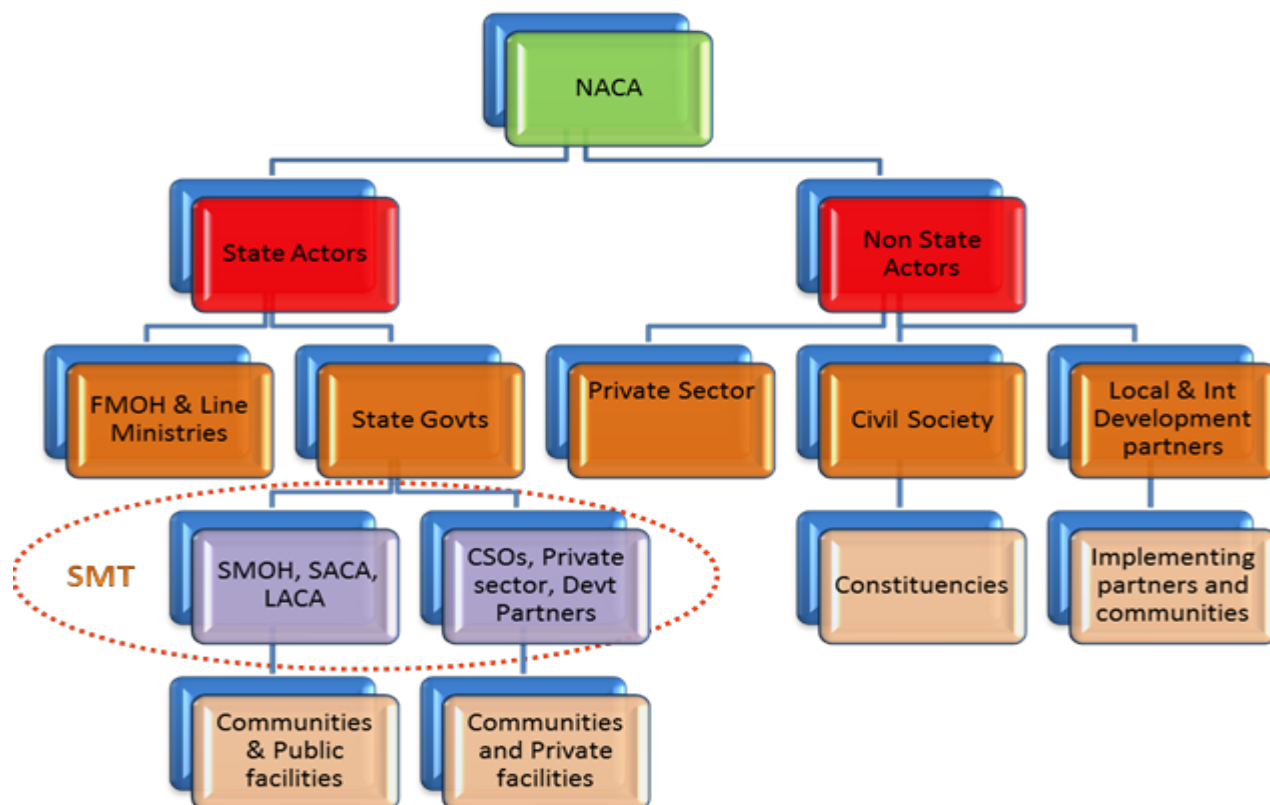 NACA
State Actors
Non State
Actors
FMOH & Line
Ministries
State Govts
Private Sector
Civil Society
Local & Int
Development
partners
SMT
SMOH, SACA,
LACA
CSOs, Private
sector, Devt
Partners
Constituencies
Implementing
partners and
communities
Communities
& Public
facilities
Communities
and Private
facilities